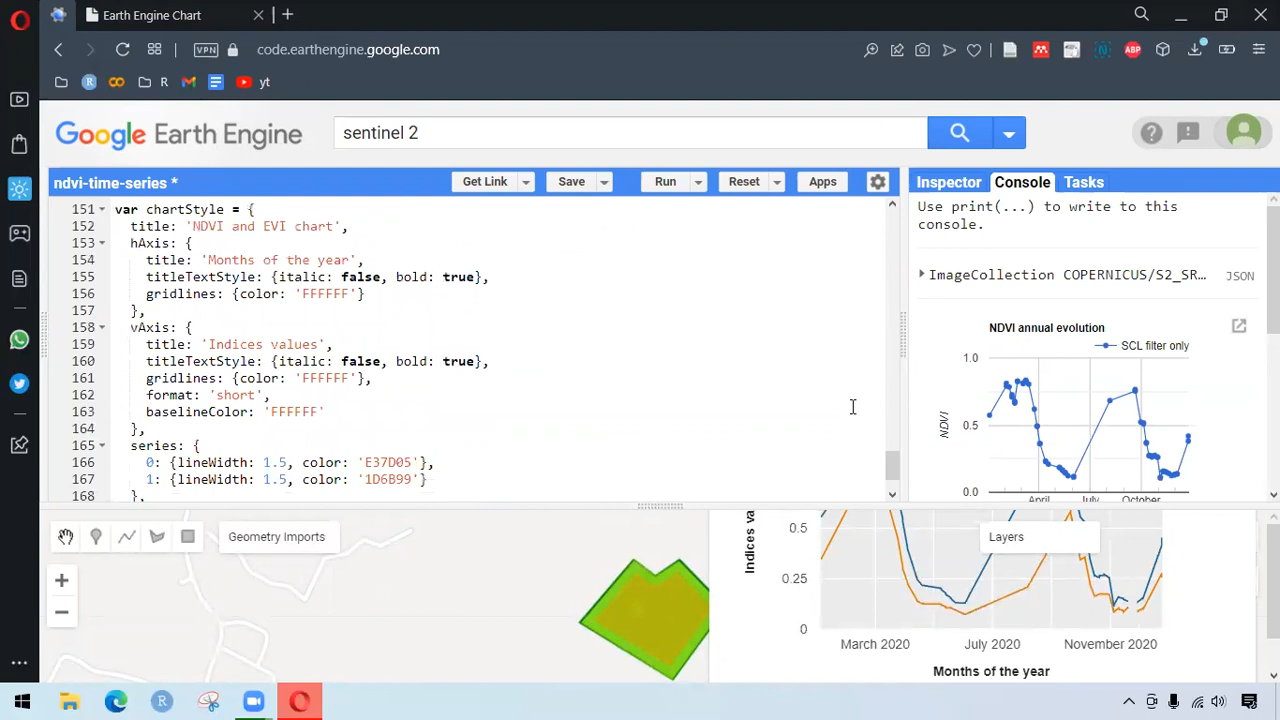 Earth Engine Chart
VPN
code.earthengine.google.com
ABP
R
yt
Google Earth Engine
sentinel 2
ndvi-time-series *
Get Link
Save
Run
Reset
Apps
Inspector
Console
Tasks
151 var chartStyle = {
152 title: 'NDVI and EVI chart',
153 hAxis: {
154 title: 'Months of the year',
155 titleTextStyle: {italic: false, bold: true},
156 gridlines: {color: 'FFFFFF'}
157 },
158 vAxis: {
159 title: 'Indices values',
160 titleTextStyle: {italic: false, bold: true},
161 gridlines: {color: 'FFFFFF'},
162 format: 'short',
163 baselineColor: 'FFFFFF'
164 },
165 series: {
166 0: {lineWidth: 1.5, color: 'E37D05'},
167 1: {lineWidth: 1.5, color: '1D6B99'}
168 },
Use print(...) to write to this
console.
ImageCollection COPERNICUS/S2_SR…
JSON
NDVI annual evolution
SCL filter only
1.0
0.5
0.0
NDVI
April
July
October
Geometry Imports
Layers
Indices va
0.5
0.25
0
March 2020
July 2020
November 2020
Months of the year